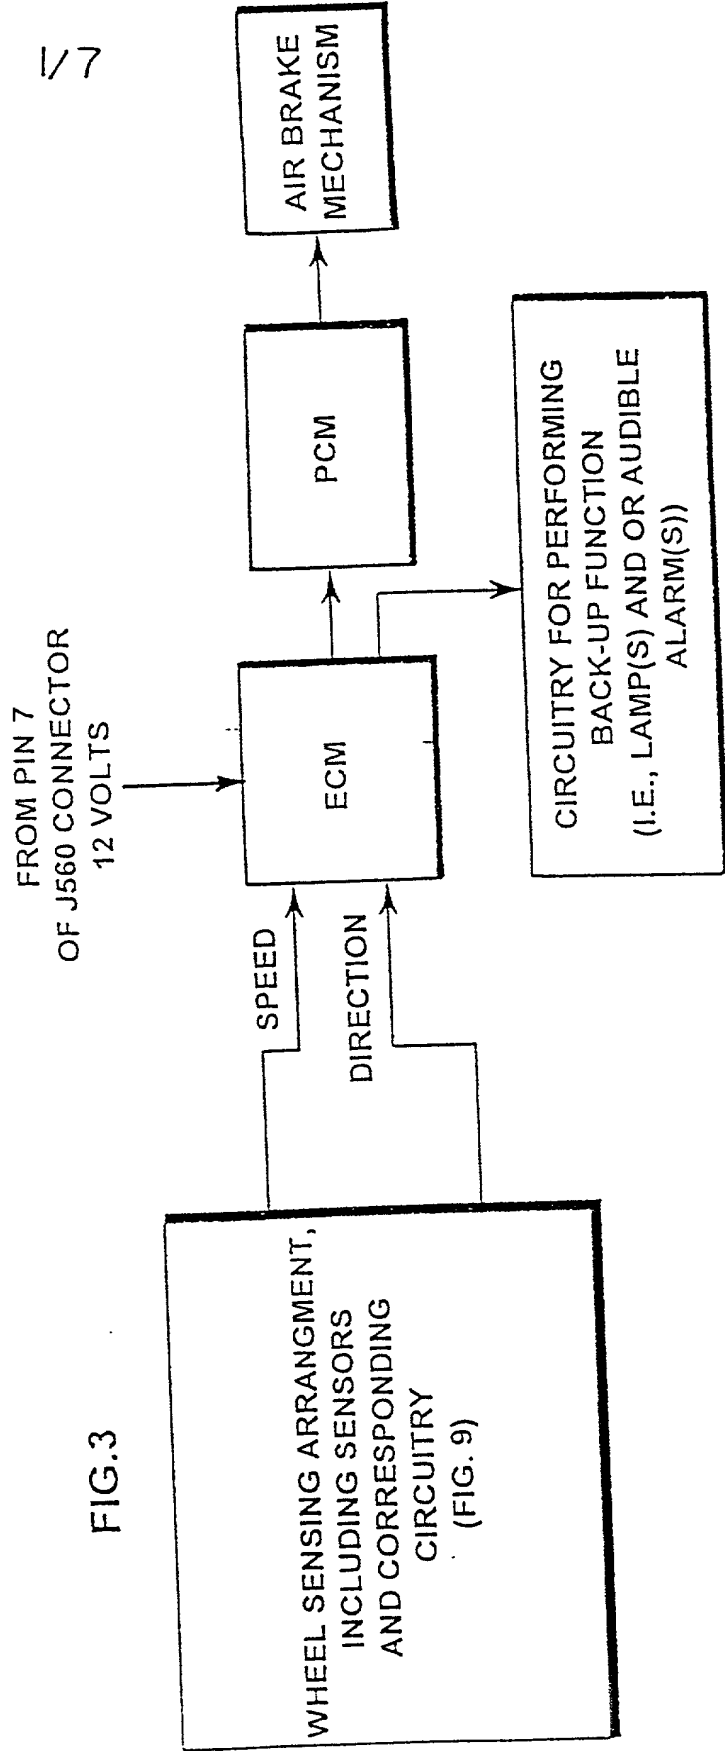 1/7
FIG.3
WHEEL SENSING ARRANGMENT,
INCLUDING SENSORS
AND CORRESPONDING
CIRCUITRY
(FIG. 9)
SPEED
DIRECTION
FROM PIN 7
OF J560 CONNECTOR
12 VOLTS
ECM
PCM
AIR BRAKE
MECHANISM
CIRCUITRY FOR PERFORMING
BACK-UP FUNCTION
(I.E., LAMP(S) AND OR AUDIBLE
ALARM(S))